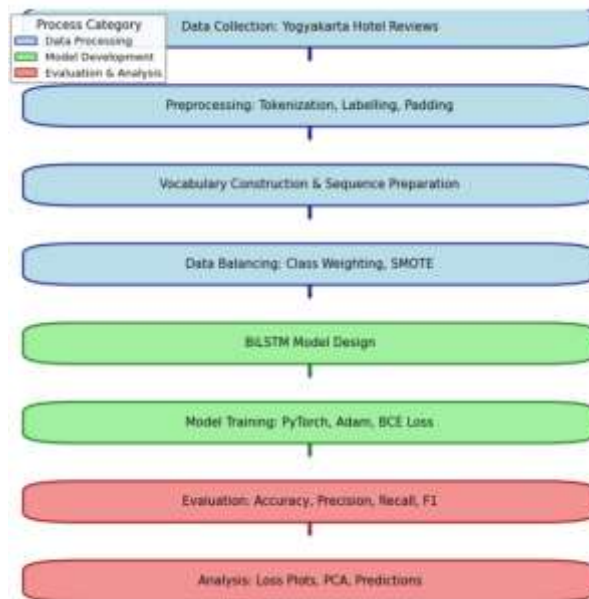 Process Category
Data Processing
Model Development
Evaluation & Analysis
Data Collection: Yogyakarta Hotel Reviews
Preprocessing: Tokenization, Labelling, Padding
Vocabulary Construction & Sequence Preparation
Data Balancing: Class Weighting, SMOTE
BiLSTM Model Design
Model Training: PyTorch, Adam, BCE Loss
Evaluation: Accuracy, Precision, Recall, F1
Analysis: Loss Plots, PCA, Predictions